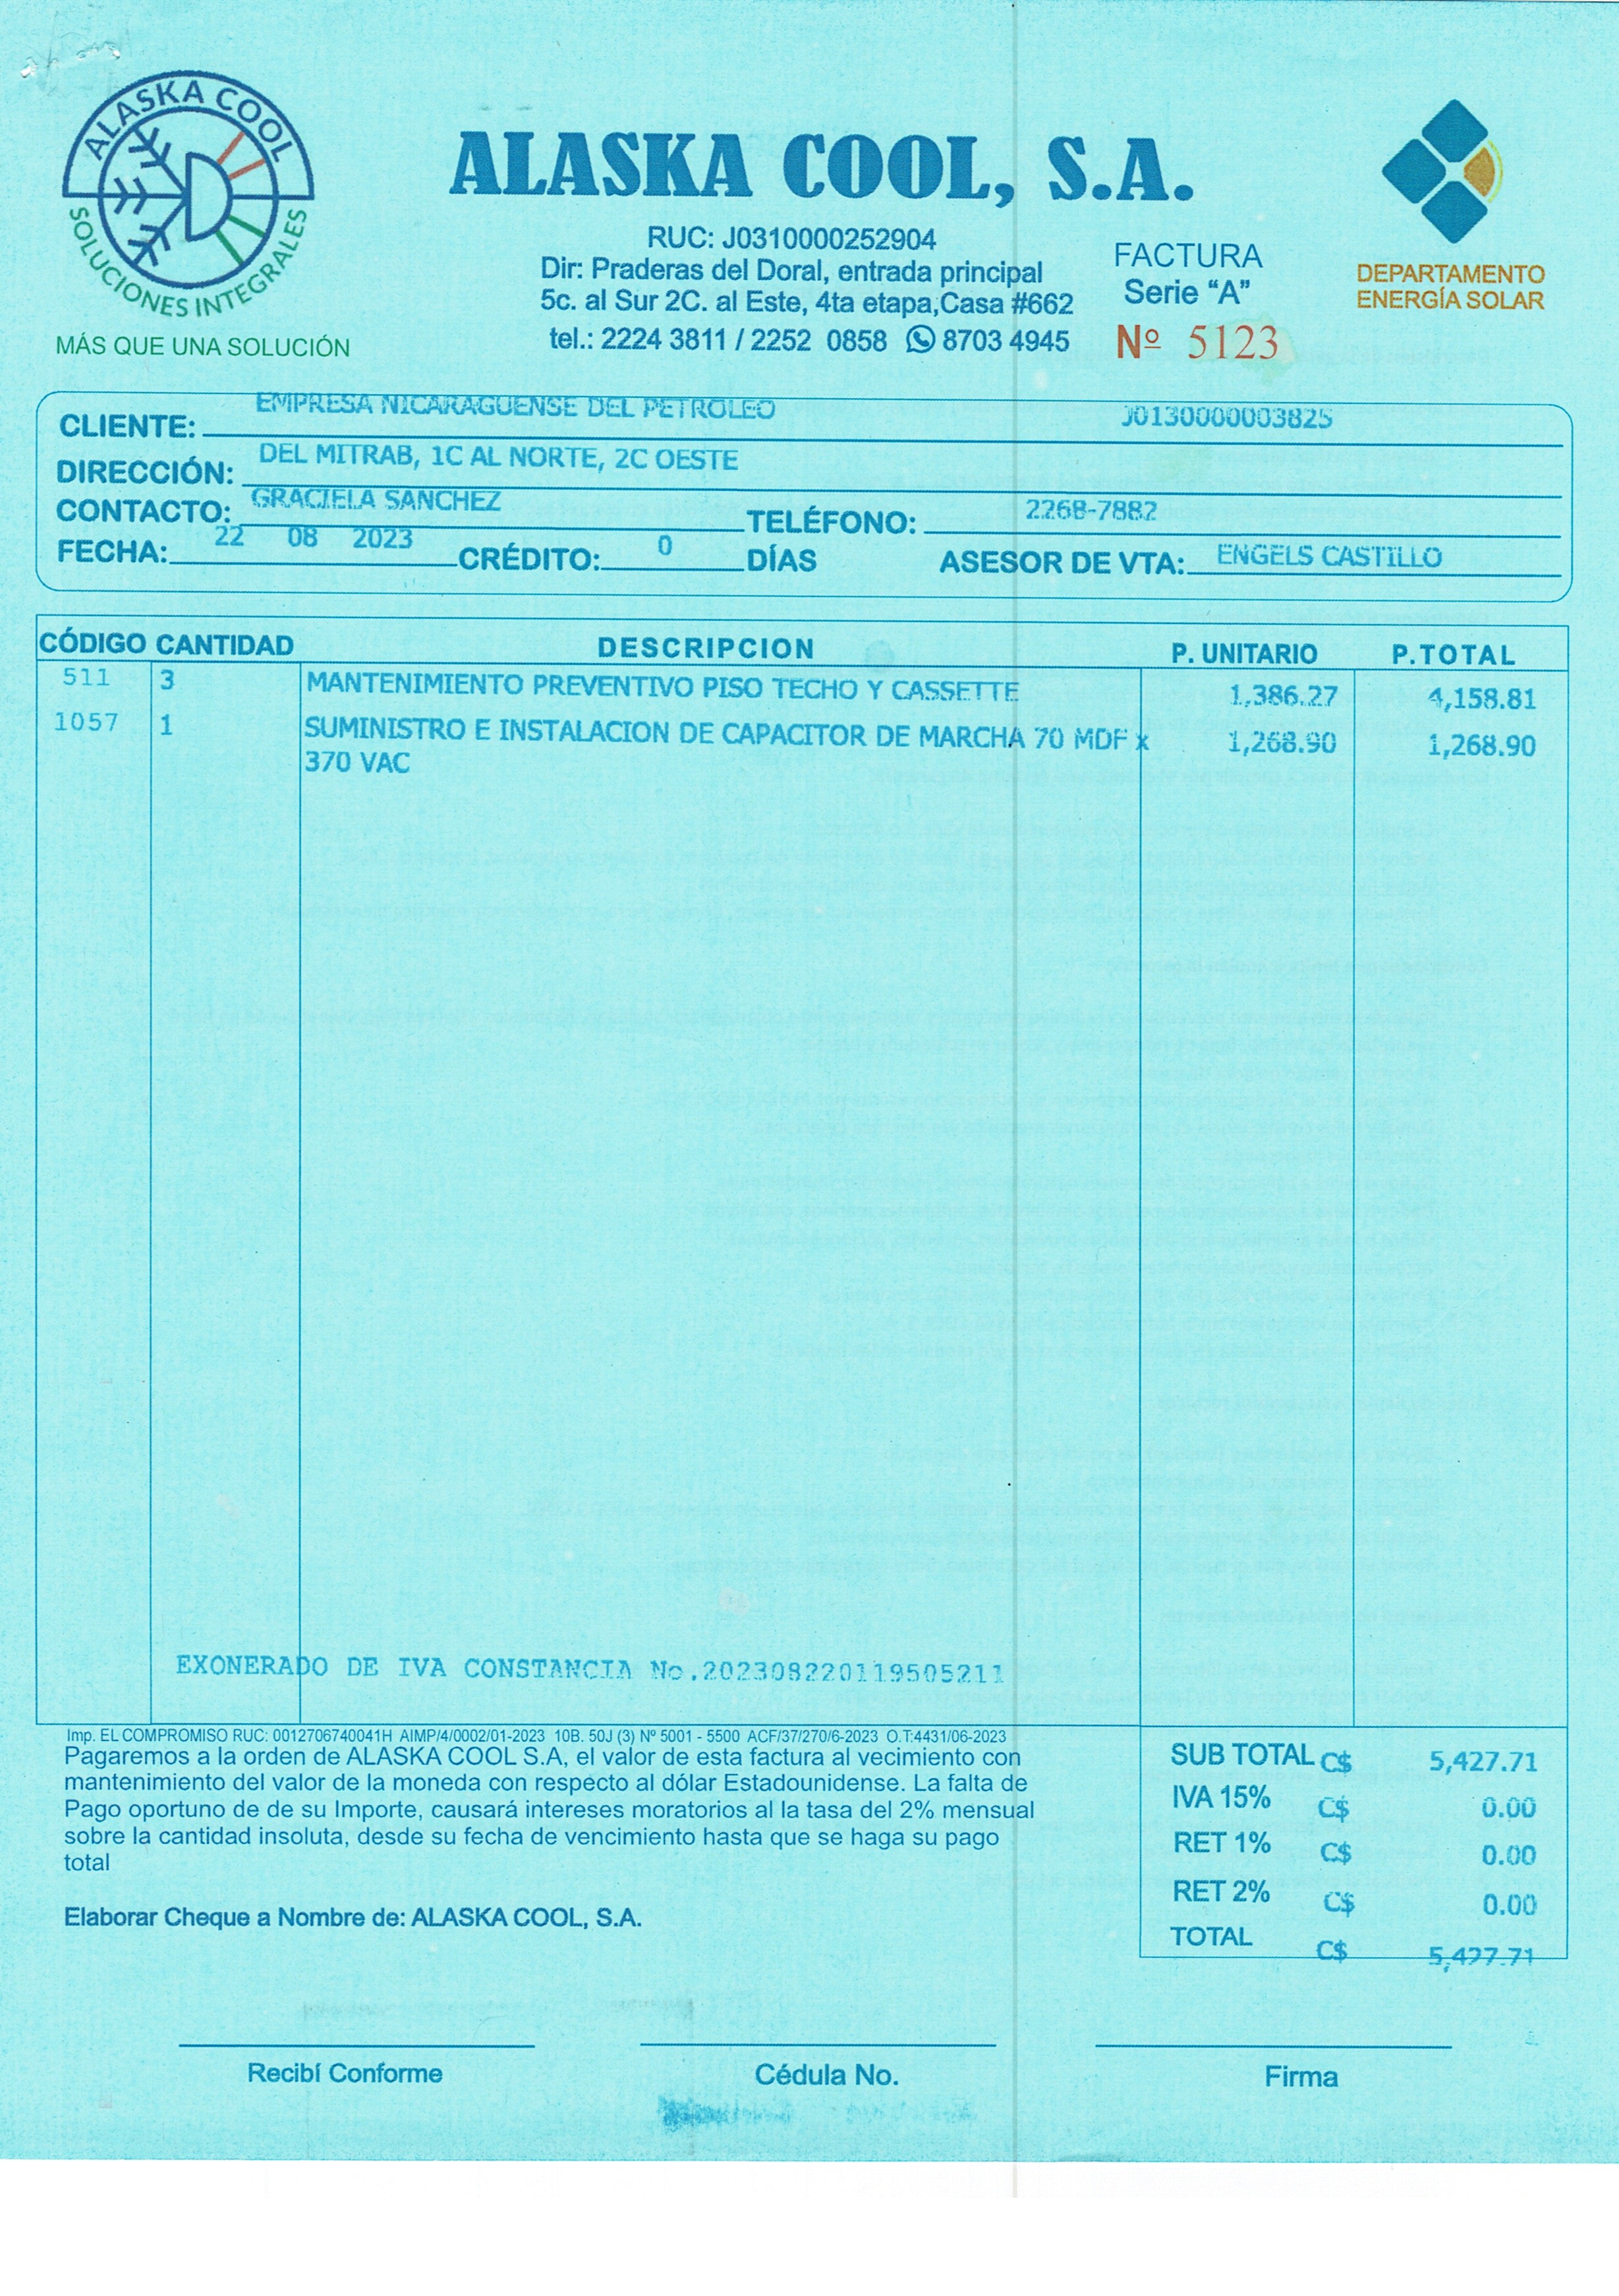 ALASKA COOL
SOLUCIONES INTEGRALES
MÁS QUE UNA SOLUCIÓN
ALASKA COOL, S.A.
RUC: J0310000252904
Dir: Praderas del Doral, entrada principal
5c. al Sur 2C. al Este, 4ta etapa,Casa #662
tel.: 2224 3811 / 2252 0858 8703 4945
FACTURA
Serie “A”
Nº 5123
DEPARTAMENTO
ENERGÍA SOLAR
CLIENTE: EMPRESA NICARAGUENSE DEL PETROLEO J0130000003825
DIRECCIÓN: DEL MITRAB, 1C AL NORTE, 2C OESTE
CONTACTO: GRACIELA SANCHEZ TELÉFONO: 2268-7882
FECHA: 22 08 2023 CRÉDITO: 0 DÍAS ASESOR DE VTA: ENGELS CASTILLO
CÓDIGO CANTIDAD DESCRIPCION P. UNITARIO P.TOTAL
511 3 MANTENIMIENTO PREVENTIVO PISO TECHO Y CASSETTE 1,386.27 4,158.81
1057 1 SUMINISTRO E INSTALACION DE CAPACITOR DE MARCHA 70 MDF x 1,268.90 1,268.90
370 VAC
EXONERADO DE IVA CONSTANCIA No.202308220119505211
Imp. EL COMPROMISO RUC: 0012706740041H AIMP/4/0002/01-2023 10B. 50J (3) Nº 5001 - 5500 ACF/37/270/6-2023 O.T:4431/06-2023
Pagaremos a la orden de ALASKA COOL S.A, el valor de esta factura al vecimiento con
mantenimiento del valor de la moneda con respecto al dólar Estadounidense. La falta de
Pago oportuno de de su Importe, causará intereses moratorios al la tasa del 2% mensual
sobre la cantidad insoluta, desde su fecha de vencimiento hasta que se haga su pago
total
Elaborar Cheque a Nombre de: ALASKA COOL, S.A.
SUB TOTAL C$ 5,427.71
IVA 15% C$ 0.00
RET 1% C$ 0.00
RET 2% C$ 0.00
TOTAL C$ 5,427.71
Recibí Conforme
Cédula No.
Firma